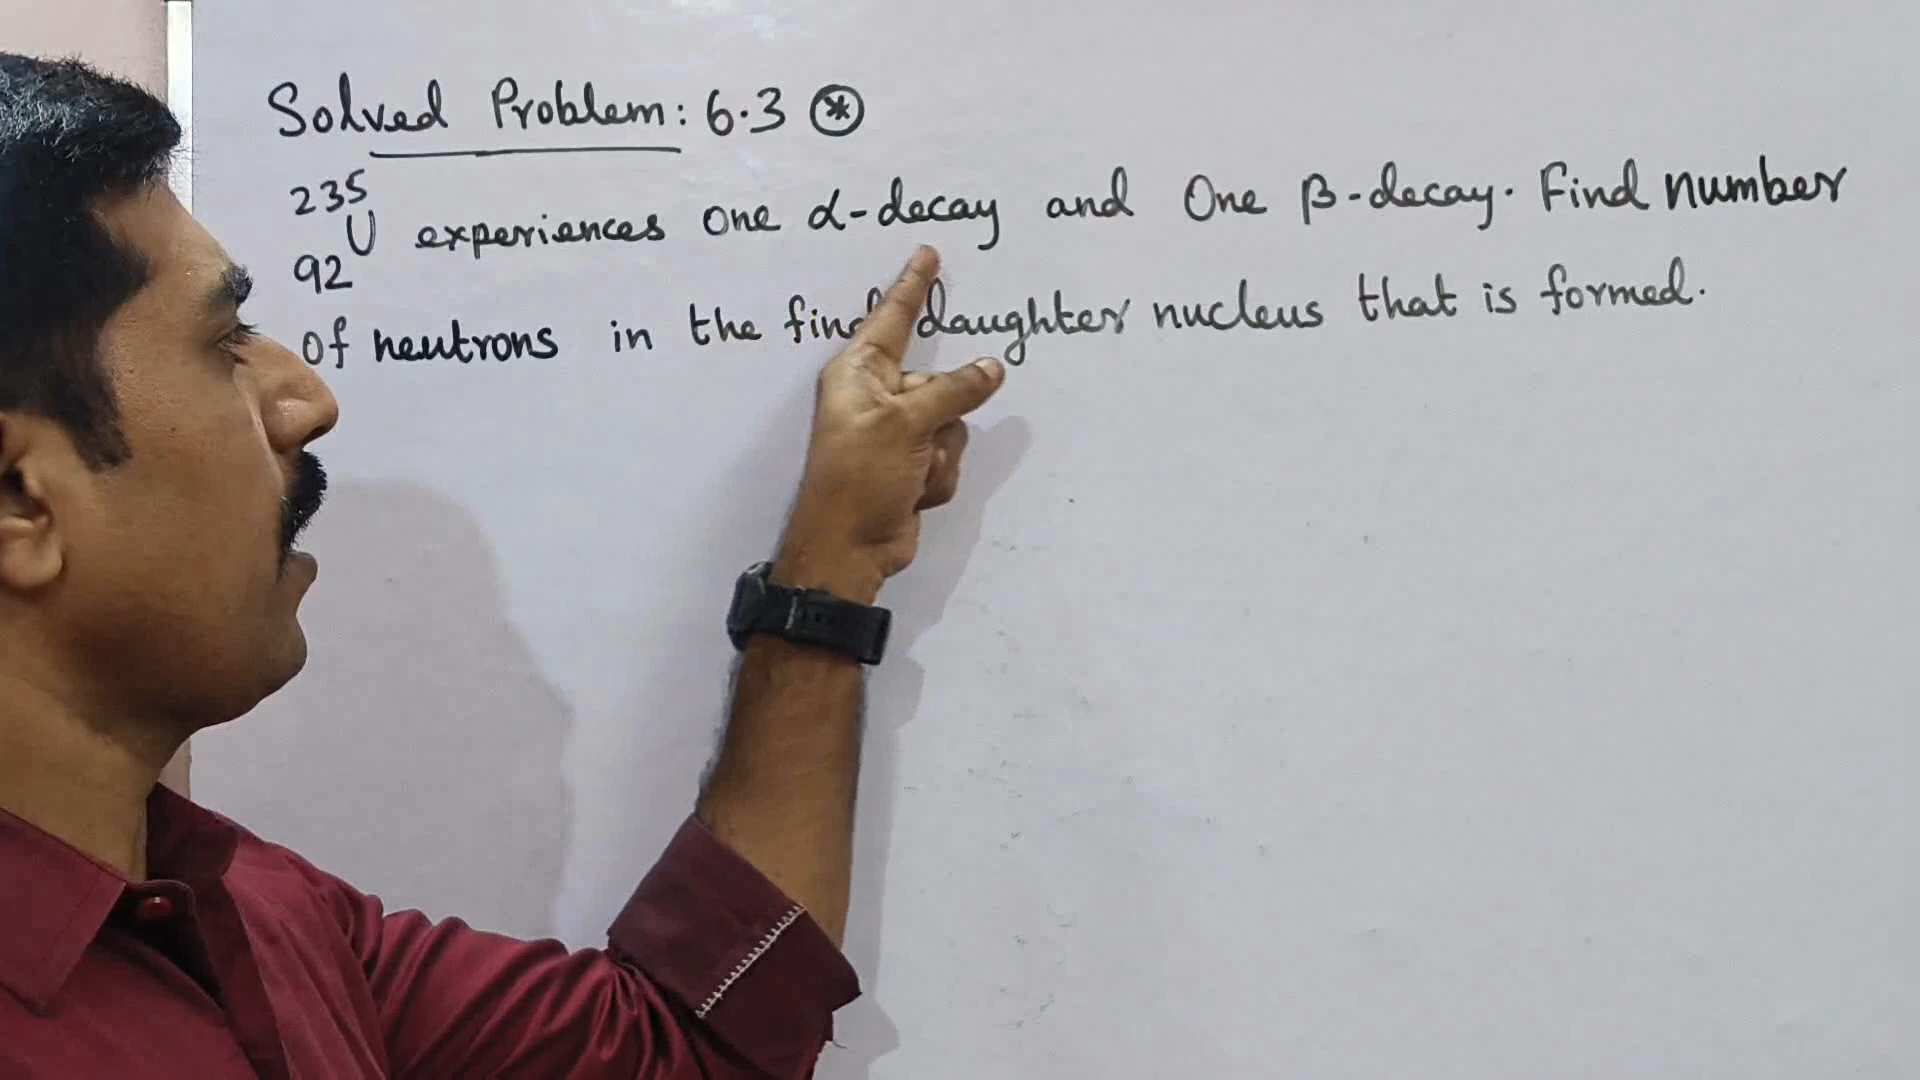 Solved Problem: 6.3 ⊛
235
U experiences one α-decay and One β-decay. Find number
92
of neutrons in the daughter nucleus that is formed.